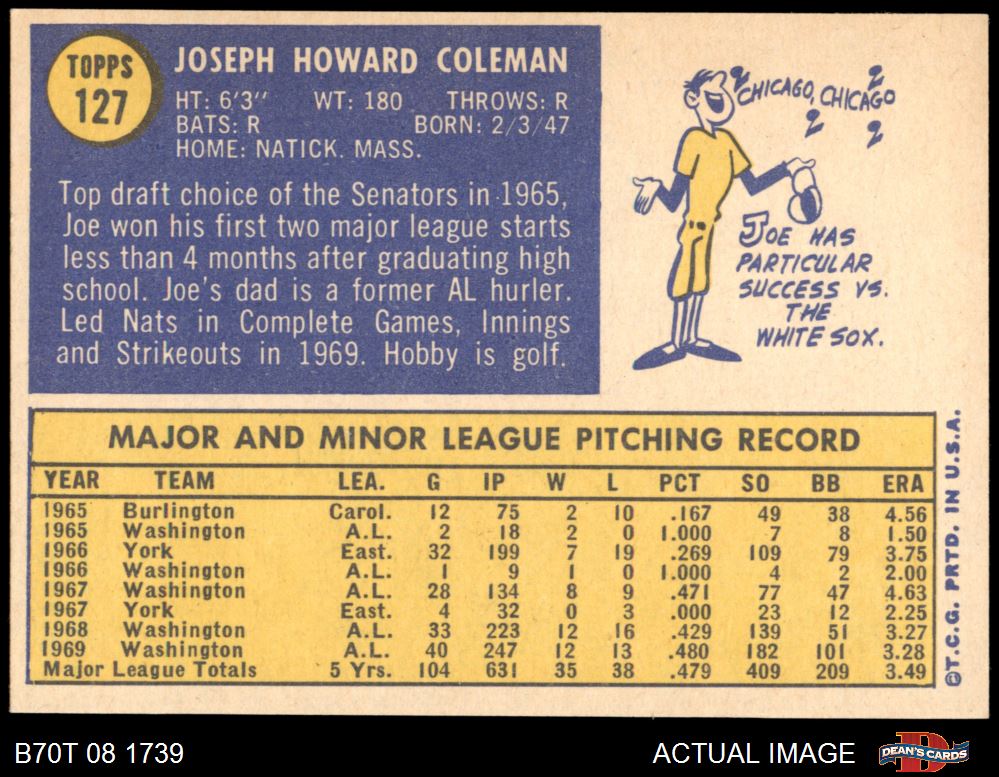 TOPPS
127
JOSEPH HOWARD COLEMAN
HT: 6'3" WT: 180 THROWS: R
BATS: R BORN: 2/3/47
HOME: NATICK. MASS.
Top draft choice of the Senators in 1965,
Joe won his first two major league starts
less than 4 months after graduating high
school. Joe's dad is a former AL hurler.
Led Nats in Complete Games, Innings
and Strikeouts in 1969. Hobby is golf.
CHICAGO, CHICAGO
JOE HAS
PARTICULAR
SUCCESS VS.
THE
WHITE SOX.
MAJOR AND MINOR LEAGUE PITCHING RECORD
YEAR TEAM LEA. G IP W L PCT SO BB ERA
1965 Burlington Carol. 12 75 2 10 .167 49 38 4.56
1965 Washington A.L. 2 18 2 0 1.000 7 8 1.50
1966 York East. 32 199 7 19 .269 109 79 3.75
1966 Washington A.L. 1 9 1 0 1.000 4 2 2.00
1967 Washington A.L. 28 134 8 9 .471 77 47 4.63
1967 York East. 4 32 0 3 .000 23 12 2.25
1968 Washington A.L. 33 223 12 16 .429 139 51 3.27
1969 Washington A.L. 40 247 12 13 .480 182 101 3.28
Major League Totals 5 Yrs. 104 631 35 38 .479 409 209 3.49
©T.C.G. PRTD. IN U.S.A.
B70T 08 1739
ACTUAL IMAGE
D
DEAN'S CARDS